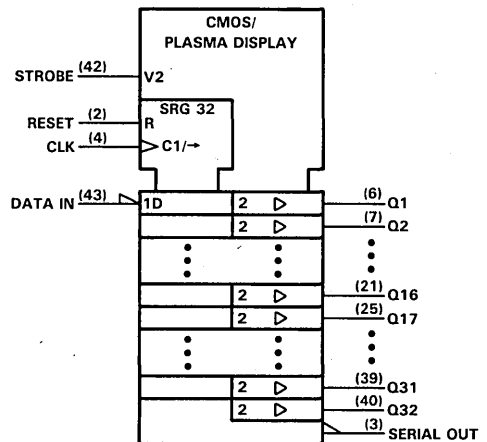 CMOS/
PLASMA DISPLAY
STROBE (42) V2
SRG 32
RESET (2) R
CLK (4) C1/→
DATA IN (43) 1D 2 ▷ (6) Q1
2 ▷ (7) Q2
2 ▷ (21) Q16
2 ▷ (25) Q17
2 ▷ (39) Q31
2 ▷ (40) Q32
(3) SERIAL OUT